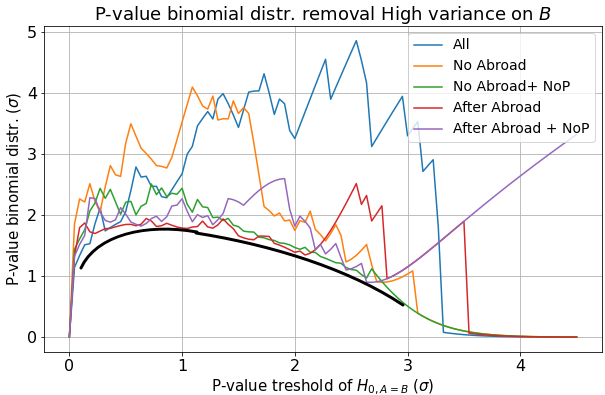 P-value binomial distr. removal High variance on B
P-value binomial distr. (σ)
5
4
3
2
1
0
All
No Abroad
No Abroad+ NoP
After Abroad
After Abroad + NoP
0 1 2 3 4
P-value treshold of H0, A = B (σ)